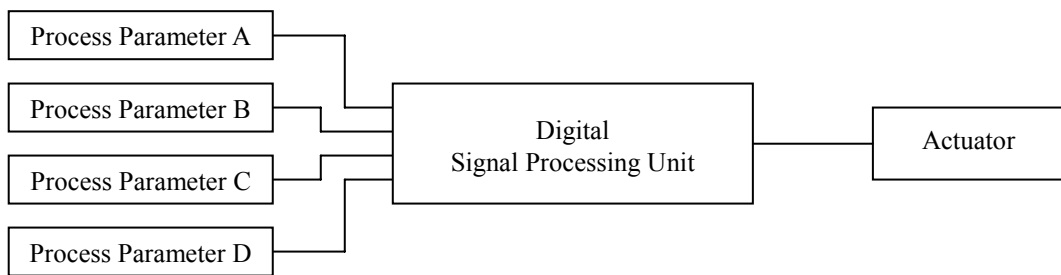 Process Parameter A
Process Parameter B
Process Parameter C
Process Parameter D
Digital
Signal Processing Unit
Actuator